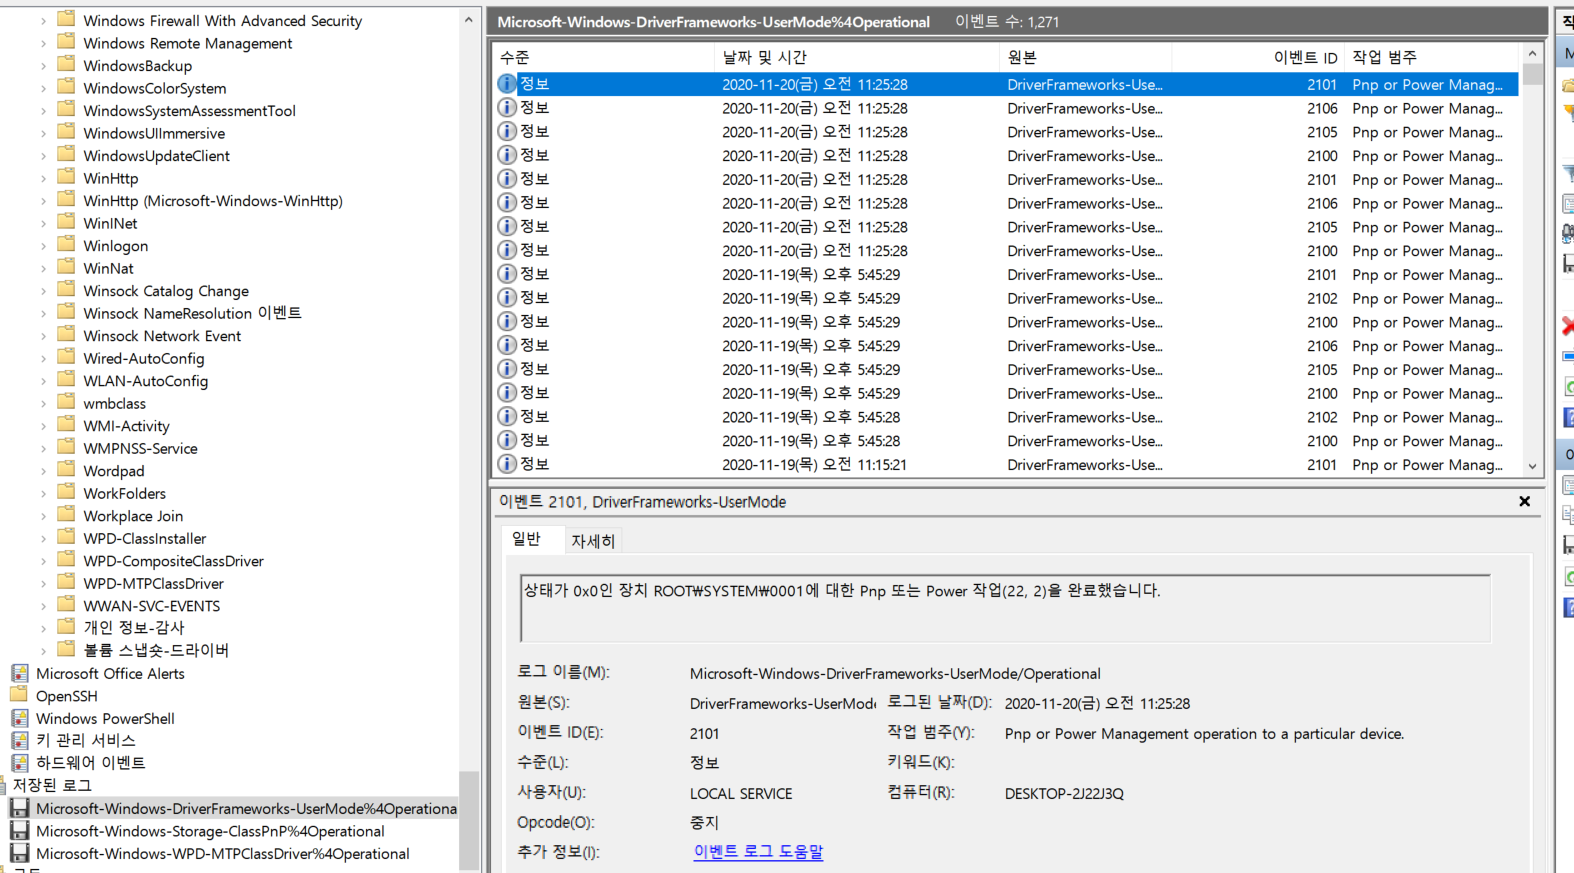 Windows Firewall With Advanced Security
Windows Remote Management
WindowsBackup
WindowsColorSystem
WindowsSystemAssessmentTool
WindowsUIImmersive
WindowsUpdateClient
WinHttp
WinHttp (Microsoft-Windows-WinHttp)
WinINet
Winlogon
WinNat
Winsock Catalog Change
Winsock NameResolution 이벤트
Winsock Network Event
Wired-AutoConfig
WLAN-AutoConfig
wmbclass
WMI-Activity
WMPNSS-Service
Wordpad
WorkFolders
Workplace Join
WPD-ClassInstaller
WPD-CompositeClassDriver
WPD-MTPClassDriver
WWAN-SVC-EVENTS
개인 정보-감사
볼륨 스냅숏-드라이버
Microsoft Office Alerts
OpenSSH
Windows PowerShell
키 관리 서비스
하드웨어 이벤트
저장된 로그
Microsoft-Windows-DriverFrameworks-UserMode%4Operationa
Microsoft-Windows-Storage-ClassPnP%4Operational
Microsoft-Windows-WPD-MTPClassDriver%4Operational
Microsoft-Windows-DriverFrameworks-UserMode%4Operational 이벤트 수: 1,271
수준 날짜 및 시간 원본 이벤트 ID 작업 범주
정보 2020-11-20(금) 오전 11:25:28 DriverFrameworks-Use... 2101 Pnp or Power Manag...
정보 2020-11-20(금) 오전 11:25:28 DriverFrameworks-Use... 2106 Pnp or Power Manag...
정보 2020-11-20(금) 오전 11:25:28 DriverFrameworks-Use... 2105 Pnp or Power Manag...
정보 2020-11-20(금) 오전 11:25:28 DriverFrameworks-Use... 2100 Pnp or Power Manag...
정보 2020-11-20(금) 오전 11:25:28 DriverFrameworks-Use... 2101 Pnp or Power Manag...
정보 2020-11-20(금) 오전 11:25:28 DriverFrameworks-Use... 2106 Pnp or Power Manag...
정보 2020-11-20(금) 오전 11:25:28 DriverFrameworks-Use... 2105 Pnp or Power Manag...
정보 2020-11-20(금) 오전 11:25:28 DriverFrameworks-Use... 2100 Pnp or Power Manag...
정보 2020-11-19(목) 오후 5:45:29 DriverFrameworks-Use... 2101 Pnp or Power Manag...
정보 2020-11-19(목) 오후 5:45:29 DriverFrameworks-Use... 2102 Pnp or Power Manag...
정보 2020-11-19(목) 오후 5:45:29 DriverFrameworks-Use... 2100 Pnp or Power Manag...
정보 2020-11-19(목) 오후 5:45:29 DriverFrameworks-Use... 2106 Pnp or Power Manag...
정보 2020-11-19(목) 오후 5:45:29 DriverFrameworks-Use... 2105 Pnp or Power Manag...
정보 2020-11-19(목) 오후 5:45:29 DriverFrameworks-Use... 2100 Pnp or Power Manag...
정보 2020-11-19(목) 오후 5:45:28 DriverFrameworks-Use... 2102 Pnp or Power Manag...
정보 2020-11-19(목) 오후 5:45:28 DriverFrameworks-Use... 2100 Pnp or Power Manag...
정보 2020-11-19(목) 오전 11:15:21 DriverFrameworks-Use... 2101 Pnp or Power Manag...
이벤트 2101, DriverFrameworks-UserMode
일반 자세히
상태가 0x0인 장치 ROOT₩SYSTEM₩0001에 대한 Pnp 또는 Power 작업(22, 2)을 완료했습니다.
로그 이름(M): Microsoft-Windows-DriverFrameworks-UserMode/Operational
원본(S): DriverFrameworks-UserMode 로그된 날짜(D): 2020-11-20(금) 오전 11:25:28
이벤트 ID(E): 2101 작업 범주(Y): Pnp or Power Management operation to a particular device.
수준(L): 정보 키워드(K):
사용자(U): LOCAL SERVICE 컴퓨터(R): DESKTOP-2J22J3Q
Opcode(O): 중지
추가 정보(I): 이벤트 로그 도움말